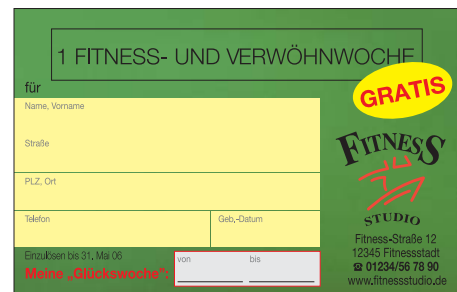 1 FITNESS- UND VERWÖHNWOCHE
für
GRATIS
Name, Vorname
Straße
PLZ, Ort
Telefon
Geb,-Datum
Einzulösen bis 31, Mai 06
Meine „Glückswoche":
von
bis
FITNESS
STUDIO
Fitness-Straße 12
12345 Fitnessstadt
☎ 01234/56 78 90
www.fitnessstudio.de